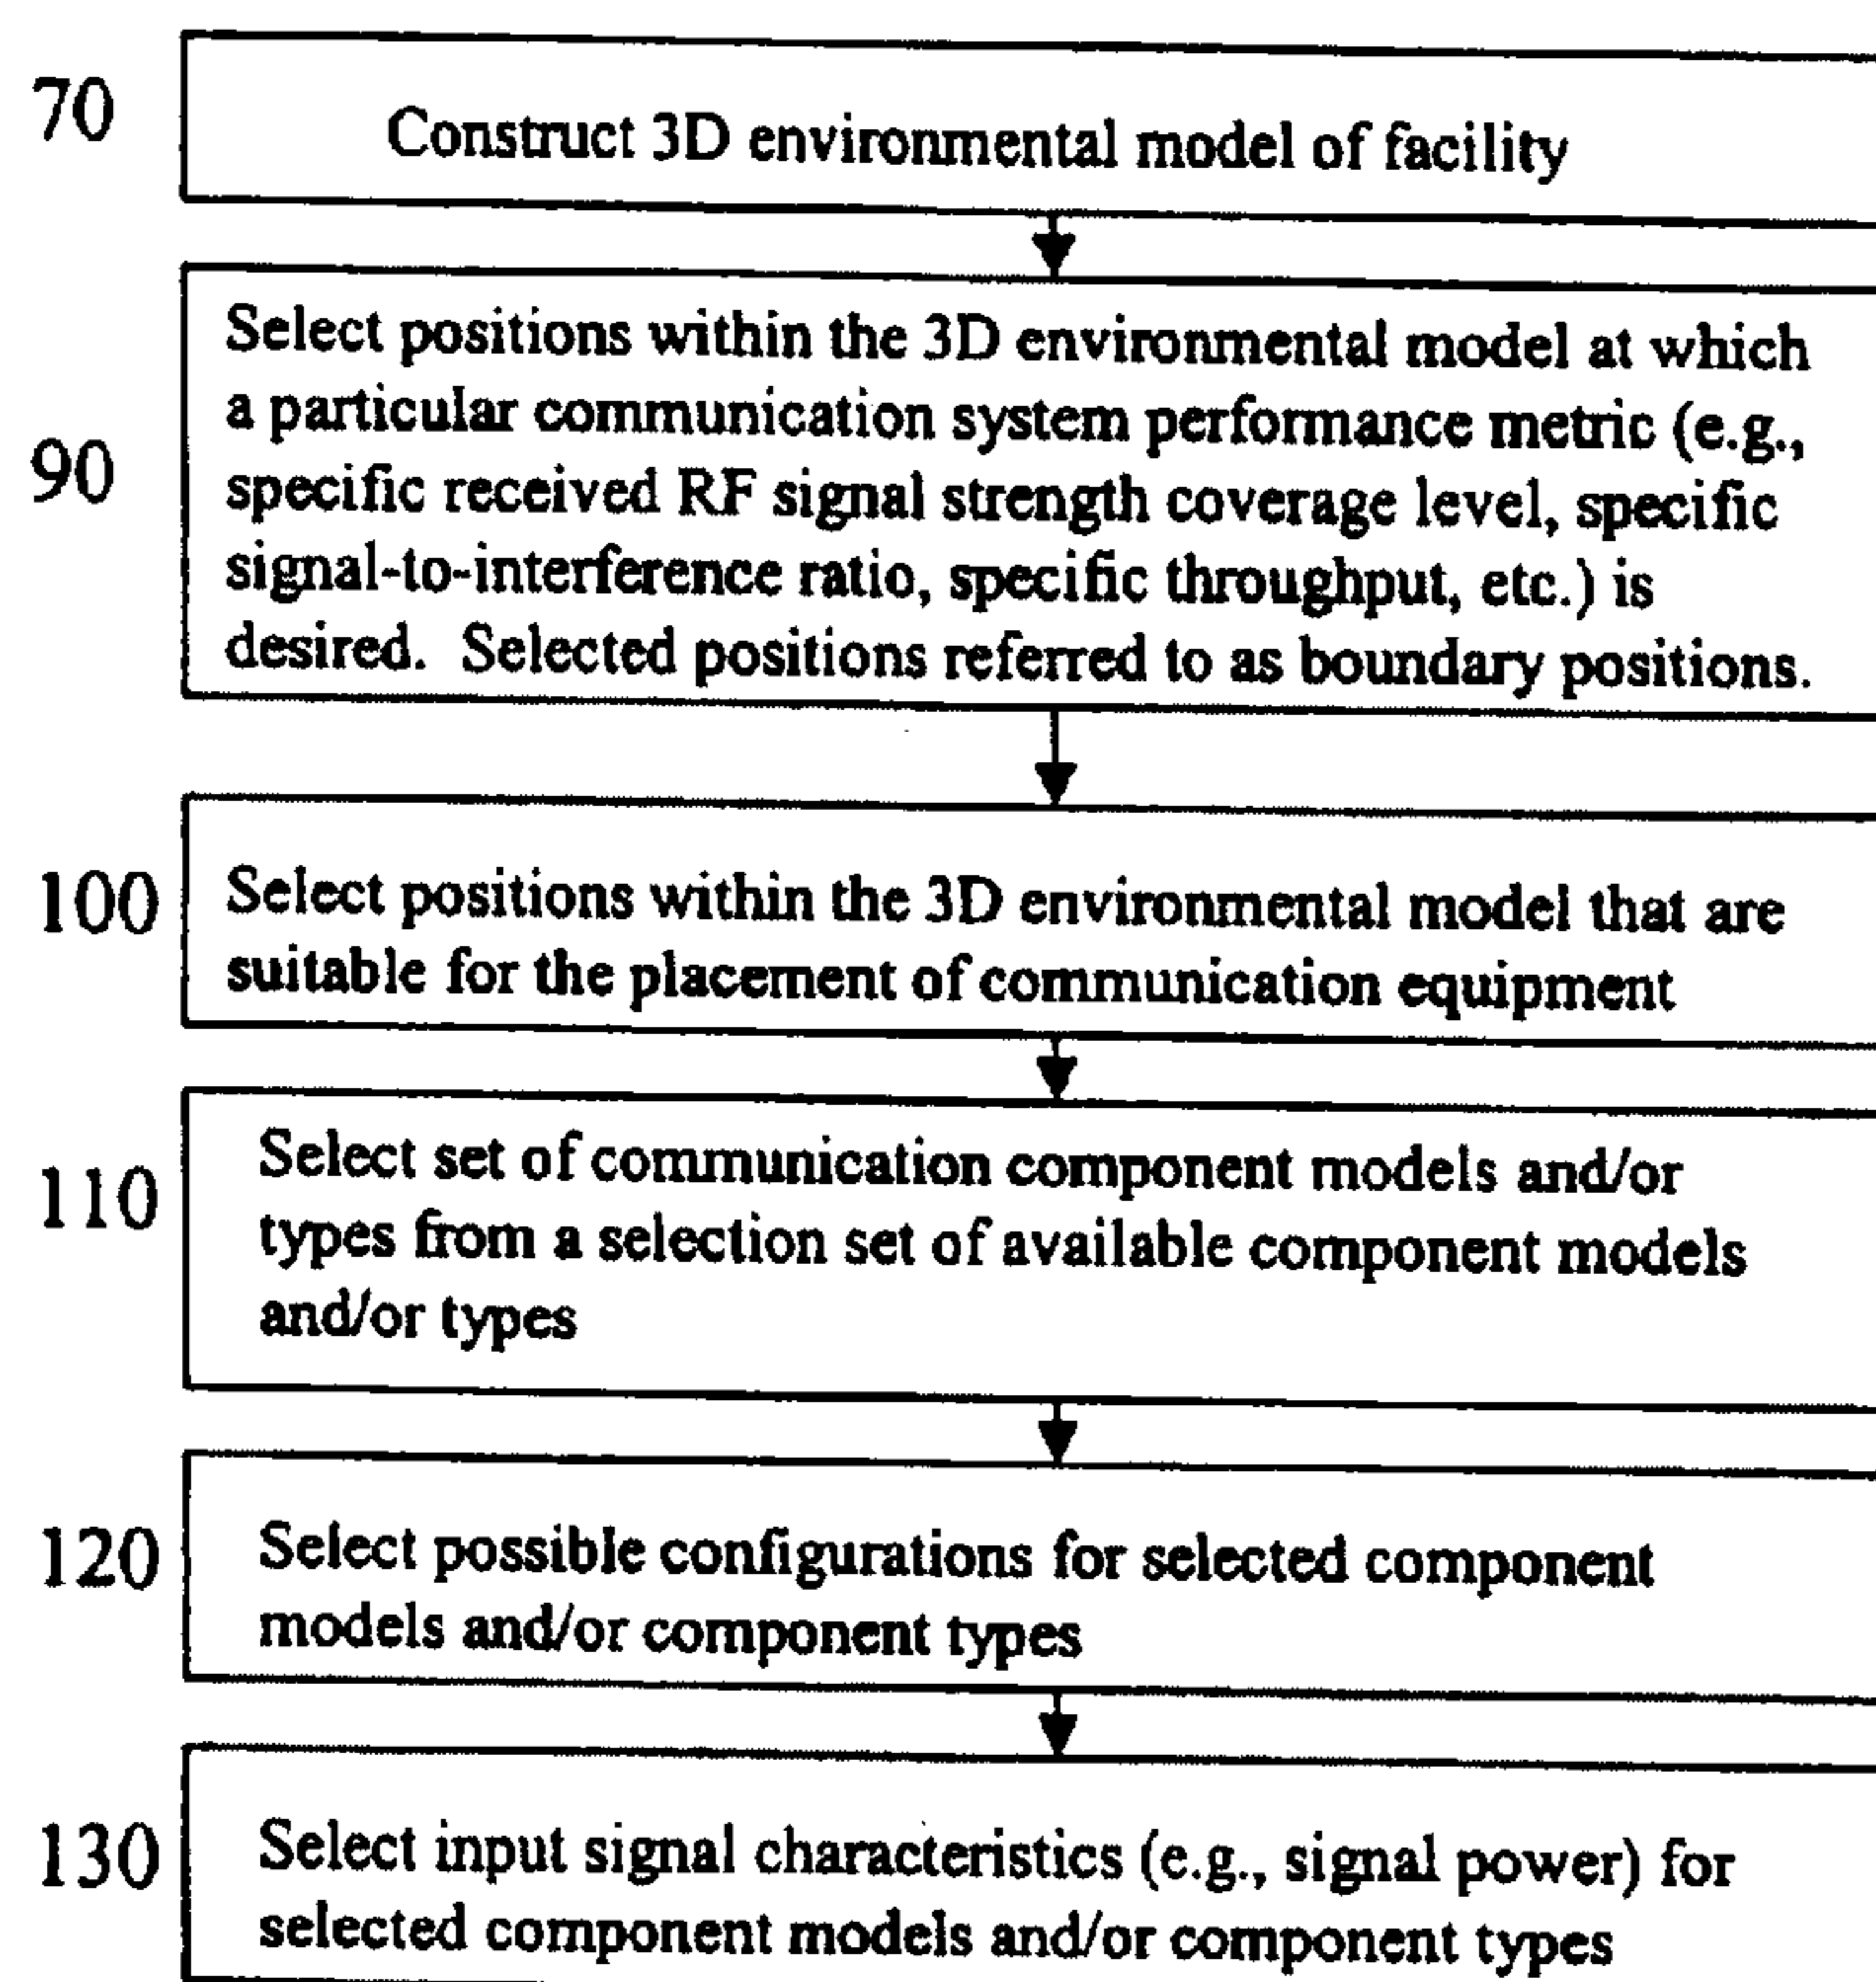 70
Construct 3D environmental model of facility
90
Select positions within the 3D environmental model at which
a particular communication system performance metric (e.g.,
specific received RF signal strength coverage level, specific
signal-to-interference ratio, specific throughput, etc.) is
desired. Selected positions referred to as boundary positions.
100
Select positions within the 3D environmental model that are
suitable for the placement of communication equipment
110
Select set of communication component models and/or
types from a selection set of available component models
and/or types
120
Select possible configurations for selected component
models and/or component types
130
Select input signal characteristics (e.g., signal power) for
selected component models and/or component types